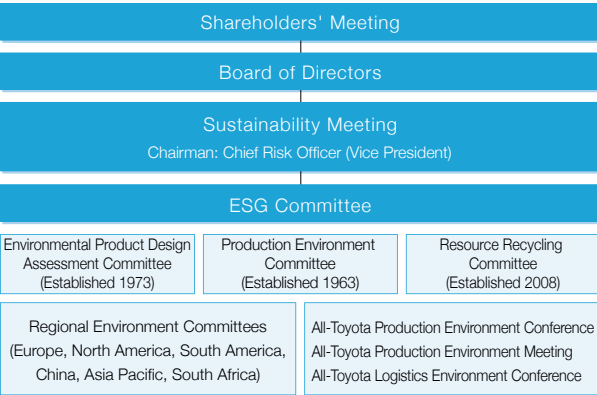 Shareholders' Meeting
Board of Directors
Sustainability Meeting
Chairman: Chief Risk Officer (Vice President)
ESG Committee
Environmental Product Design
Assessment Committee
(Established 1973)
Production Environment
Committee
(Established 1963)
Resource Recycling
Committee
(Established 2008)
Regional Environment Committees
(Europe, North America, South America,
China, Asia Pacific, South Africa)
All-Toyota Production Environment Conference
All-Toyota Production Environment Meeting
All-Toyota Logistics Environment Conference